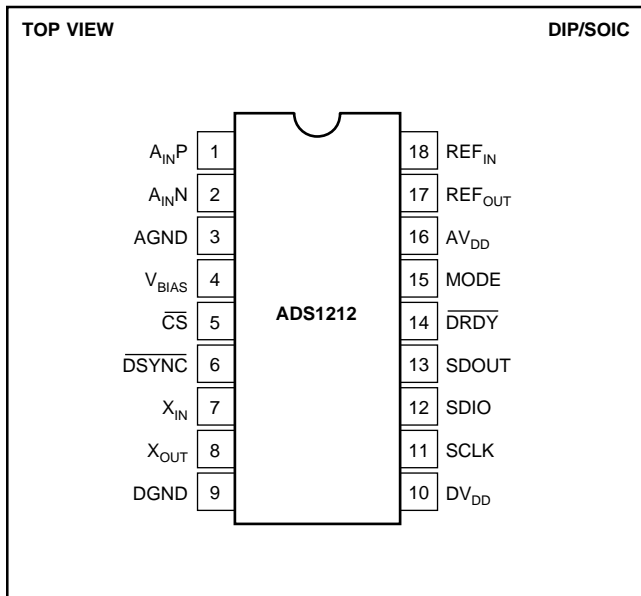 TOP VIEW DIP/SOIC
AINP 1 18 REFIN
AINN 2 17 REFOUT
AGND 3 16 AVDD
VBIAS 4 15 MODE
CS 5 ADS1212 14 DRDY
DSYNC 6 13 SDOUT
XIN 7 12 SDIO
XOUT 8 11 SCLK
DGND 9 10 DVDD